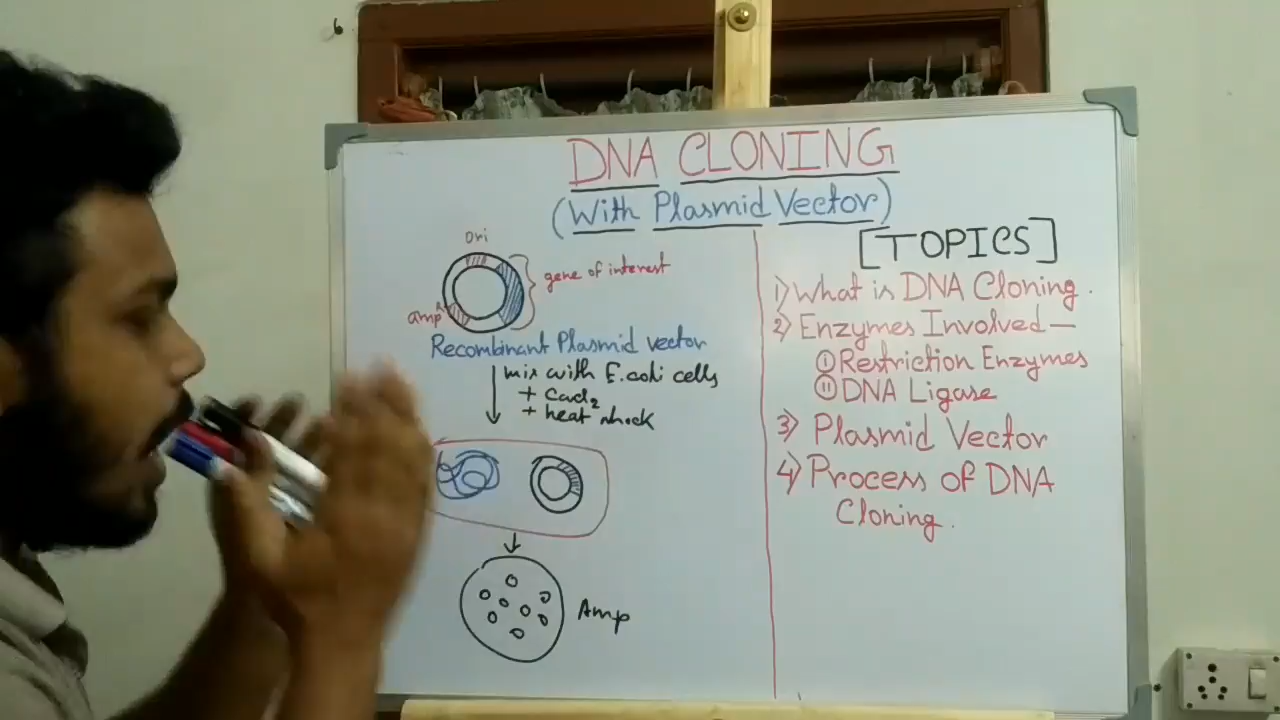 DNA CLONING
(With Plasmid Vector)
Ori
gene of interest
ampᴿ
Recombinant Plasmid vector
mix with E.coli cells
+ CaCl2
+ heat shock
Amp
[TOPICS]
1) What is DNA Cloning.
2) Enzymes Involved—
(i) Restriction Enzymes
(ii) DNA Ligase
3) Plasmid Vector
4) Process of DNA
Cloning.